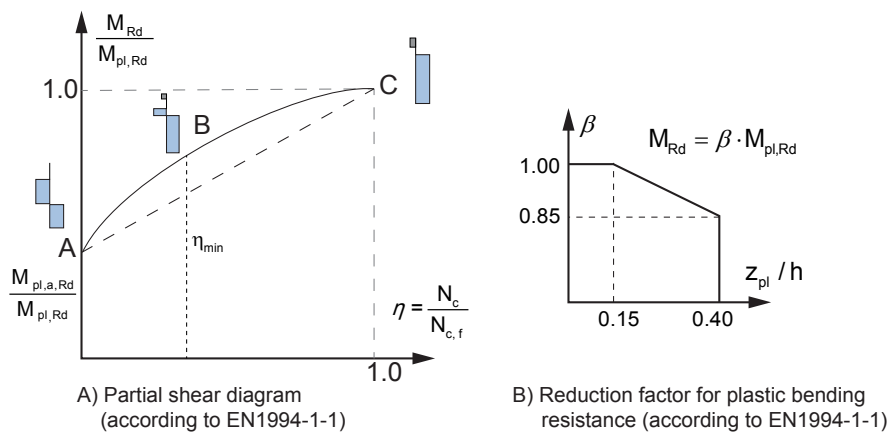 M_Rd
M_pl,Rd
1.0
C
B
A
η_min
M_pl,a,Rd
M_pl,Rd
η = N_c / N_c,f
1.0
A) Partial shear diagram
(according to EN1994-1-1)
β
M_Rd = β·M_pl,Rd
1.00
0.85
z_pl / h
0.15
0.40
B) Reduction factor for plastic bending
resistance (according to EN1994-1-1)